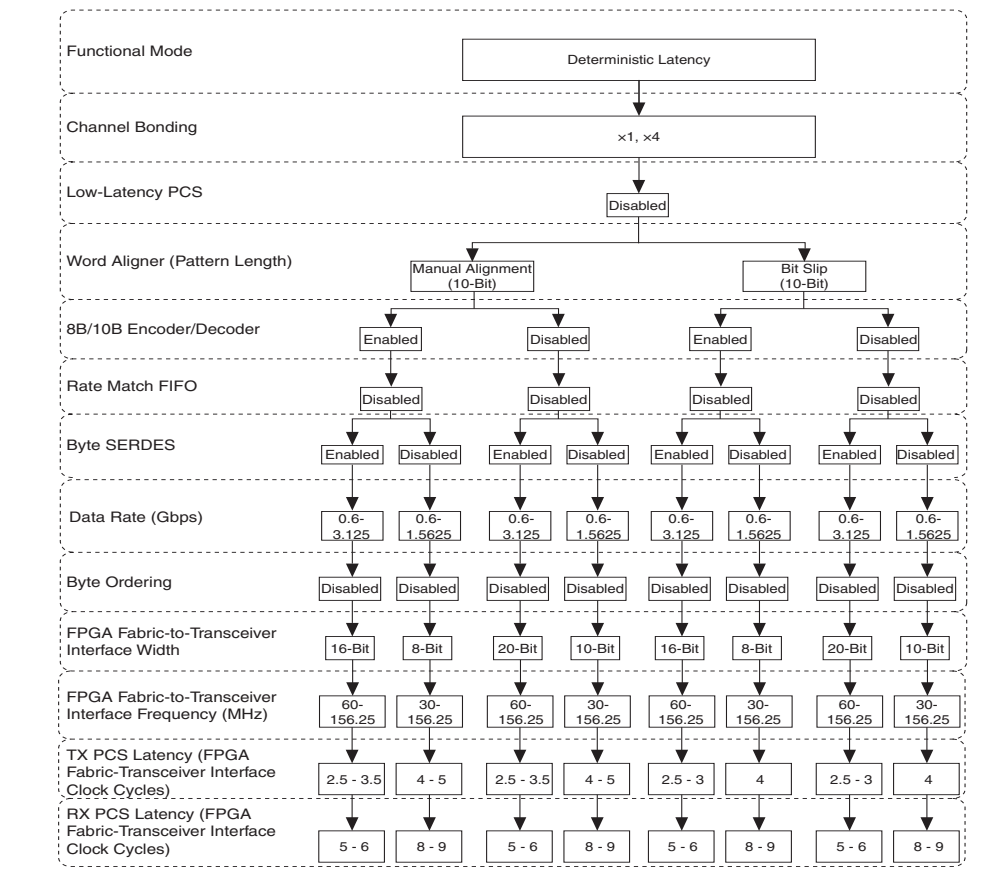 Functional Mode
Deterministic Latency
Channel Bonding
×1, ×4
Low-Latency PCS
Disabled
Word Aligner (Pattern Length)
Manual Alignment
(10-Bit)
Bit Slip
(10-Bit)
8B/10B Encoder/Decoder
Enabled Disabled Enabled Disabled
Rate Match FIFO
Disabled Disabled Disabled Disabled
Byte SERDES
Enabled Disabled Enabled Disabled Enabled Disabled Enabled Disabled
Data Rate (Gbps)
0.6- 0.6- 0.6- 0.6- 0.6- 0.6- 0.6- 0.6-
3.125 1.5625 3.125 1.5625 3.125 1.5625 3.125 1.5625
Byte Ordering
Disabled Disabled Disabled Disabled Disabled Disabled Disabled Disabled
FPGA Fabric-to-Transceiver
Interface Width
16-Bit 8-Bit 20-Bit 10-Bit 16-Bit 8-Bit 20-Bit 10-Bit
FPGA Fabric-to-Transceiver
Interface Frequency (MHz)
60- 30- 60- 30- 60- 30- 60- 30-
156.25 156.25 156.25 156.25 156.25 156.25 156.25 156.25
TX PCS Latency (FPGA
Fabric-Transceiver Interface
Clock Cycles)
2.5 - 3.5 4 - 5 2.5 - 3.5 4 - 5 2.5 - 3 4 2.5 - 3 4
RX PCS Latency (FPGA
Fabric-Transceiver Interface
Clock Cycles)
5 - 6 8 - 9 5 - 6 8 - 9 5 - 6 8 - 9 5 - 6 8 - 9